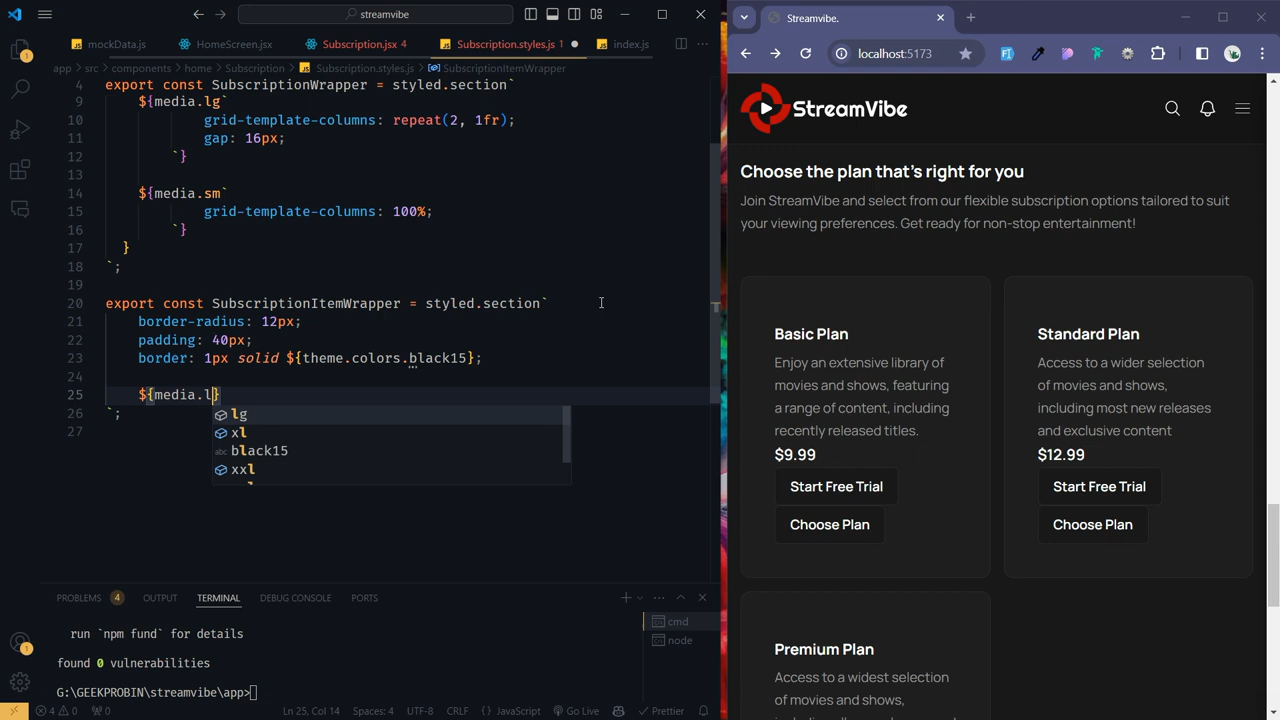 streamvibe
mockData.js
HomeScreen.jsx
Subscription.jsx 4
Subscription.styles.js 1
index.js
app > src > components > home > Subscription > Subscription.styles.js > SubscriptionItemWrapper
4 export const SubscriptionWrapper = styled.section`
9 ${media.lg`
10 grid-template-columns: repeat(2, 1fr);
11 gap: 16px;
12 `}
13
14 ${media.sm`
15 grid-template-columns: 100%;
16 `}
17 }
18 `;
19
20 export const SubscriptionItemWrapper = styled.section`
21 border-radius: 12px;
22 padding: 40px;
23 border: 1px solid ${theme.colors.black15};
24
25 ${media.l}
26 `;
27
lg
xl
abc black15
xxl
PROBLEMS 4
OUTPUT
TERMINAL
DEBUG CONSOLE
PORTS
cmd
node
run `npm fund` for details
found 0 vulnerabilities
G:\GEEKPROBIN\streamvibe\app>
4 0 0
Ln 25, Col 14
Spaces: 4
UTF-8
CRLF
{} JavaScript
Go Live
Prettier
Streamvibe.
localhost:5173
StreamVibe
Choose the plan that's right for you
Join StreamVibe and select from our flexible subscription options tailored to suit
your viewing preferences. Get ready for non-stop entertainment!
Basic Plan
Enjoy an extensive library of
movies and shows, featuring
a range of content, including
recently released titles.
$9.99
Start Free Trial
Choose Plan
Standard Plan
Access to a wider selection
of movies and shows,
including most new releases
and exclusive content
$12.99
Start Free Trial
Choose Plan
Premium Plan
Access to a widest selection
of movies and shows,